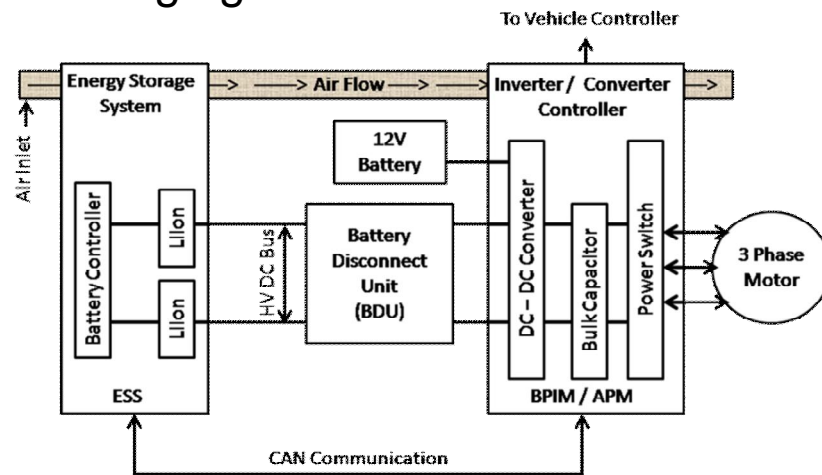 To Vehicle Controller
Energy Storage
System
Air Flow
Inverter / Converter
Controller
Air Inlet
12V
Battery
Battery Controller
LIIon
LIIon
HV DC Bus
Battery
Disconnect
Unit
(BDU)
DC – DC Converter
Bulk Capacitor
Power Switch
3 Phase
Motor
ESS
BPIM / APM
CAN Communication